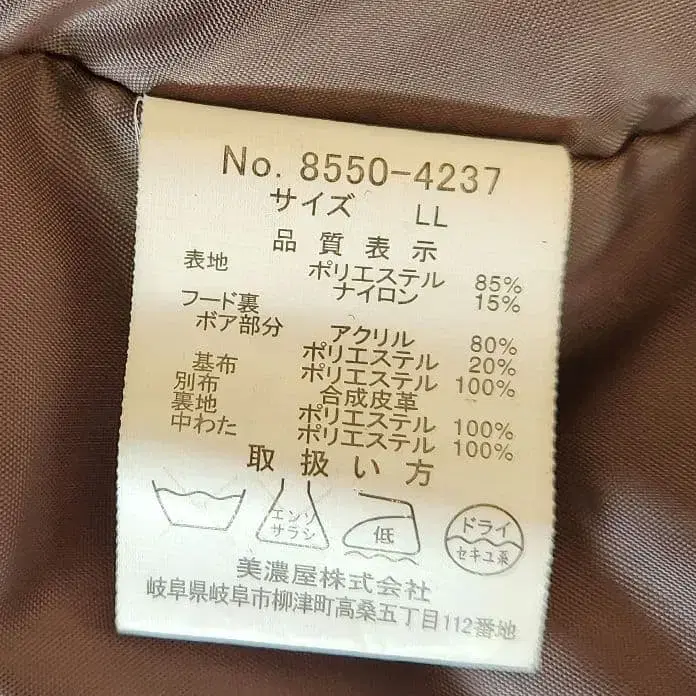 No. 8550-4237
サイズ LL
品質表示
表地 ポリエステル 85%
ナイロン 15%
フード裏
ボア部分 アクリル 80%
ポリエステル 20%
基布 ポリエステル 100%
別布 合成皮革
裏地 ポリエステル 100%
中わた ポリエステル 100%
取扱い方
エンソ
サラシ
低
ドライ
セキユ系
美濃屋株式会社
岐阜県岐阜市柳津町高桑五丁目112番地